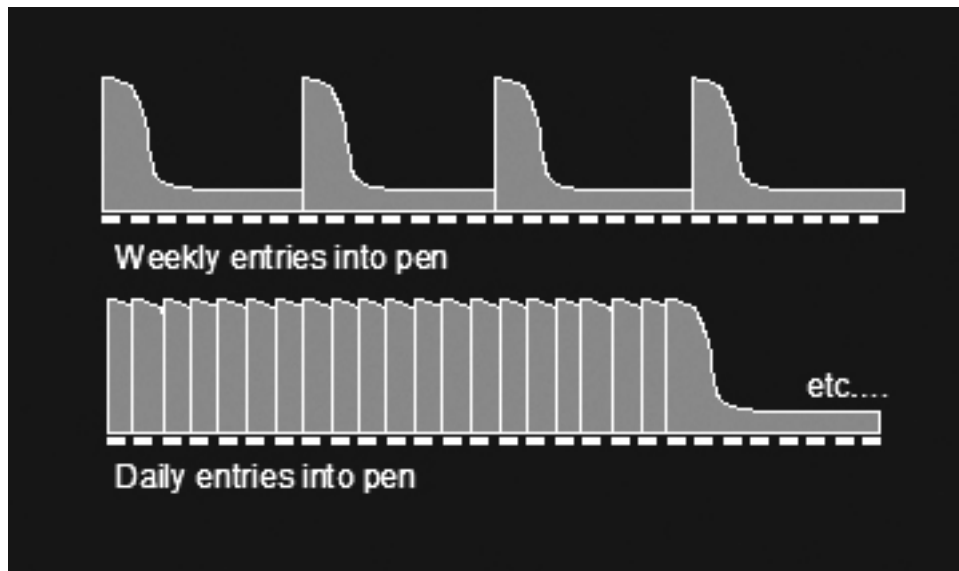 Weekly entries into pen
etc....
Daily entries into pen